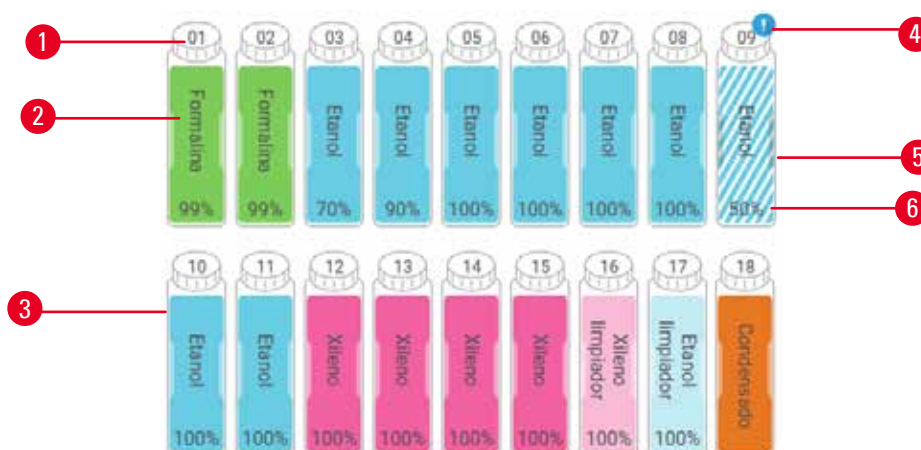 1
01 02 03 04 05 06 07 08 09
!
4
2
Formalina Formalina Etanol Etanol Etanol Etanol Etanol Etanol Etanol
5
99% 99% 70% 90% 100% 100% 100% 100% 50%
6
10 11 12 13 14 15 16 17 18
3
Etanol Etanol Xileno Xileno Xileno Xileno Xileno limpiador Etanol limpiador Condensado
100% 100% 100% 100% 100% 100% 100% 100%